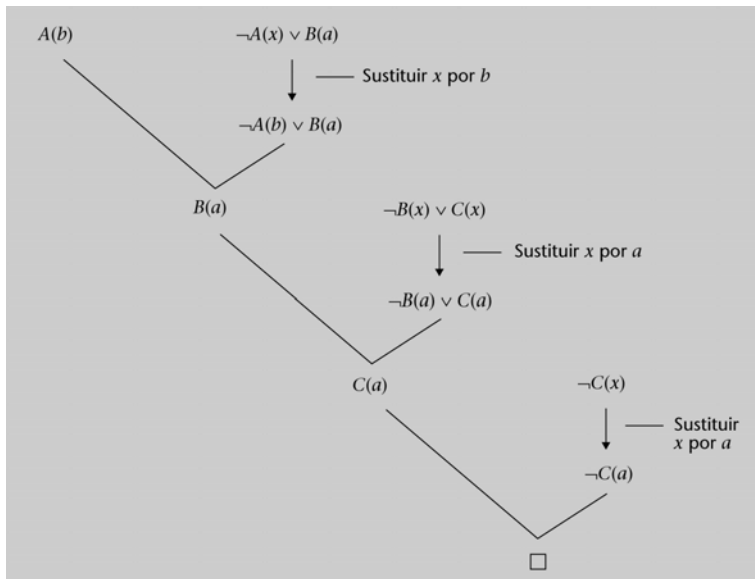 A(b)
¬A(x) ∨ B(a)
Sustituir x por b
¬A(b) ∨ B(a)
B(a)
¬B(x) ∨ C(x)
Sustituir x por a
¬B(a) ∨ C(a)
C(a)
¬C(x)
Sustituir
x por a
¬C(a)
□